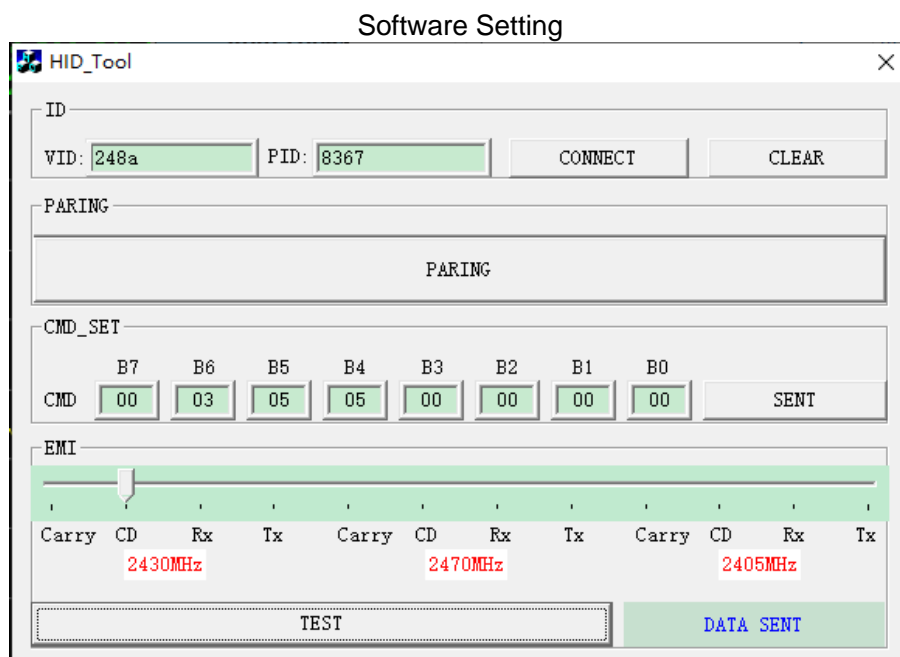 Software Setting
HID_Tool
ID
VID: 248a PID: 8367 CONNECT CLEAR
PARING
PARING
CMD_SET
B7 B6 B5 B4 B3 B2 B1 B0
CMD 00 03 05 05 00 00 00 00 SENT
EMI
Carry CD Rx Tx Carry CD Rx Tx Carry CD Rx Tx
2430MHz 2470MHz 2405MHz
TEST DATA SENT